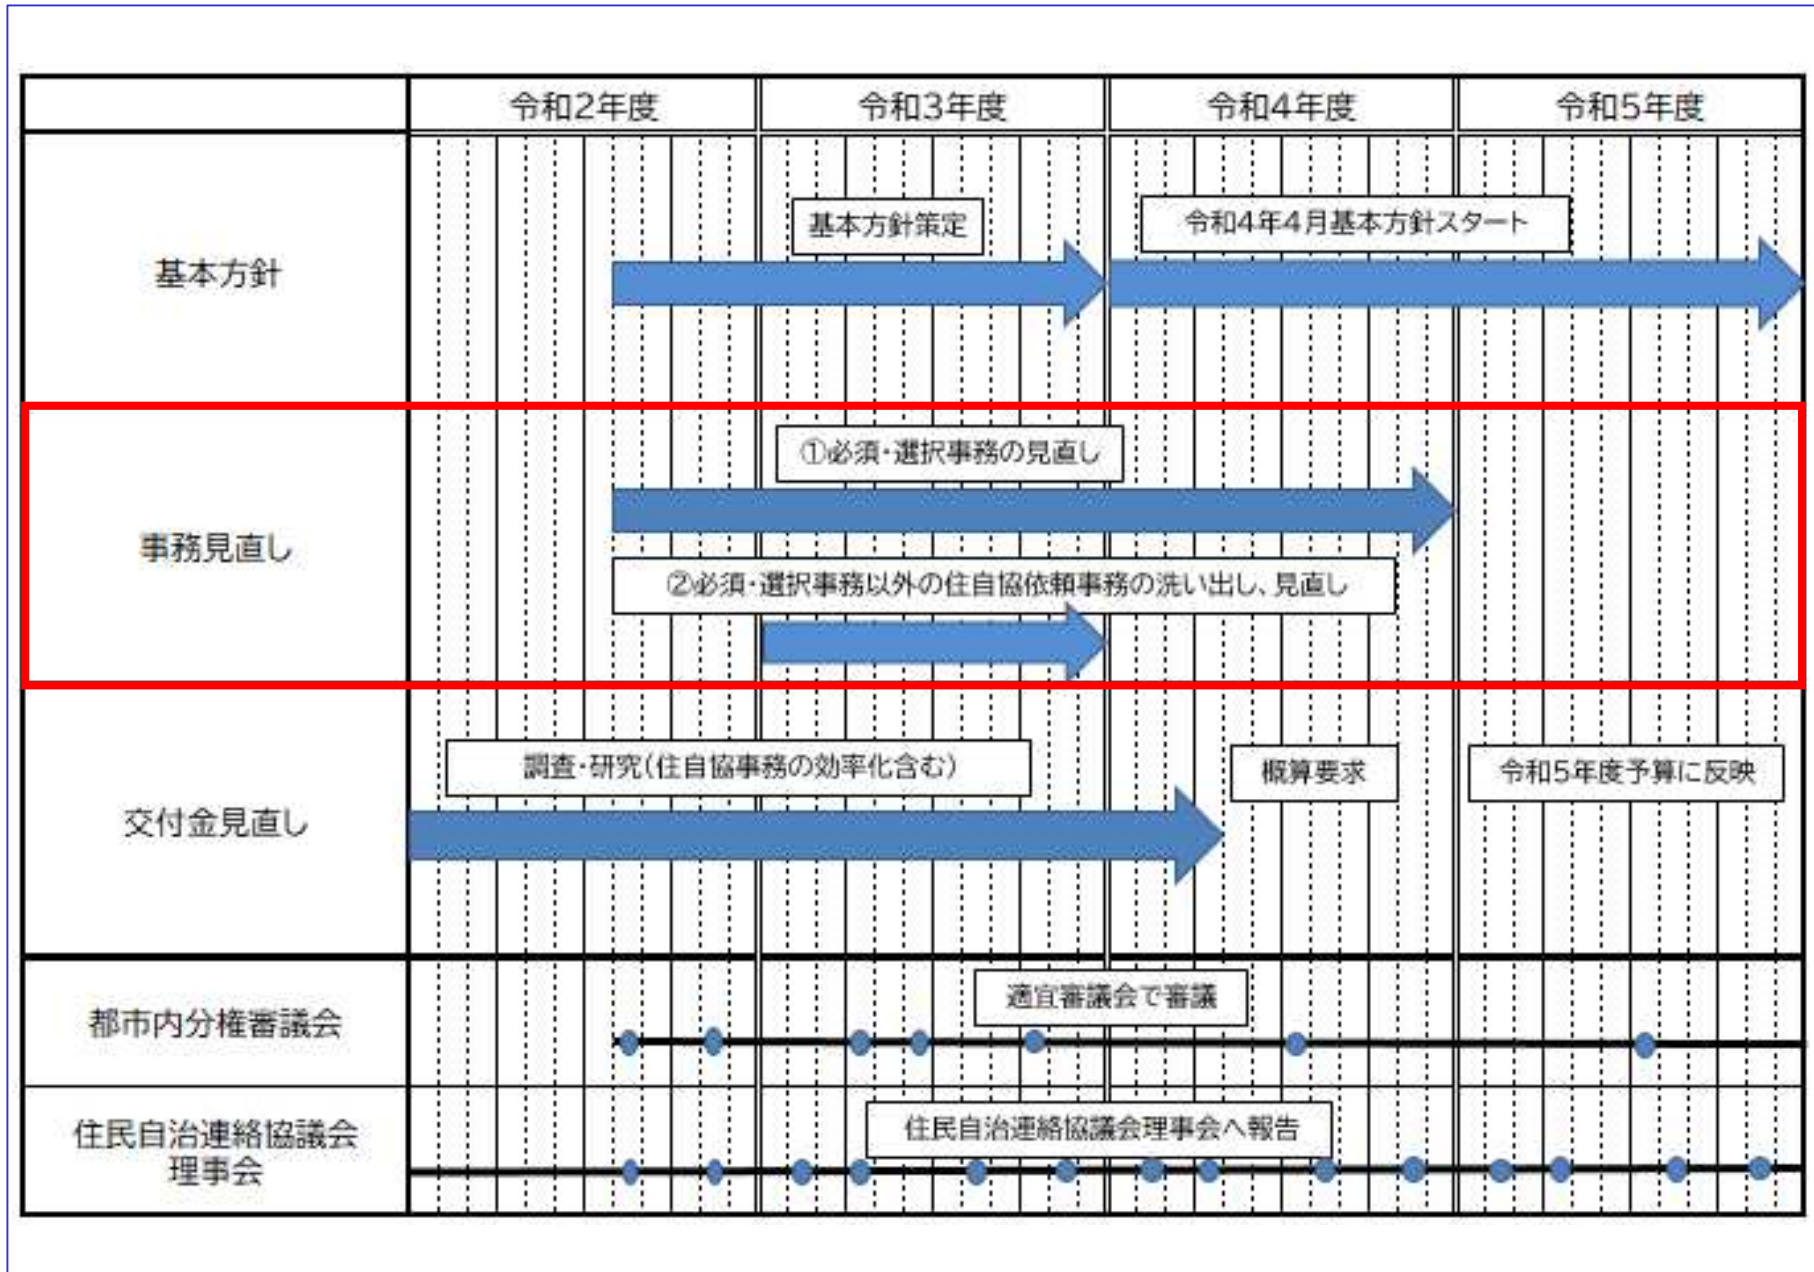 令和2年度 令和3年度 令和4年度 令和5年度
基本方針
基本方針策定
令和4年4月基本方針スタート
事務見直し
①必須・選択事務の見直し
②必須・選択事務以外の住自協依頼事務の洗い出し、見直し
交付金見直し
調査・研究(住自協事務の効率化含む)
概算要求
令和5年度予算に反映
都市内分権審議会
適宜審議会で審議
住民自治連絡協議会
理事会
住民自治連絡協議会理事会へ報告